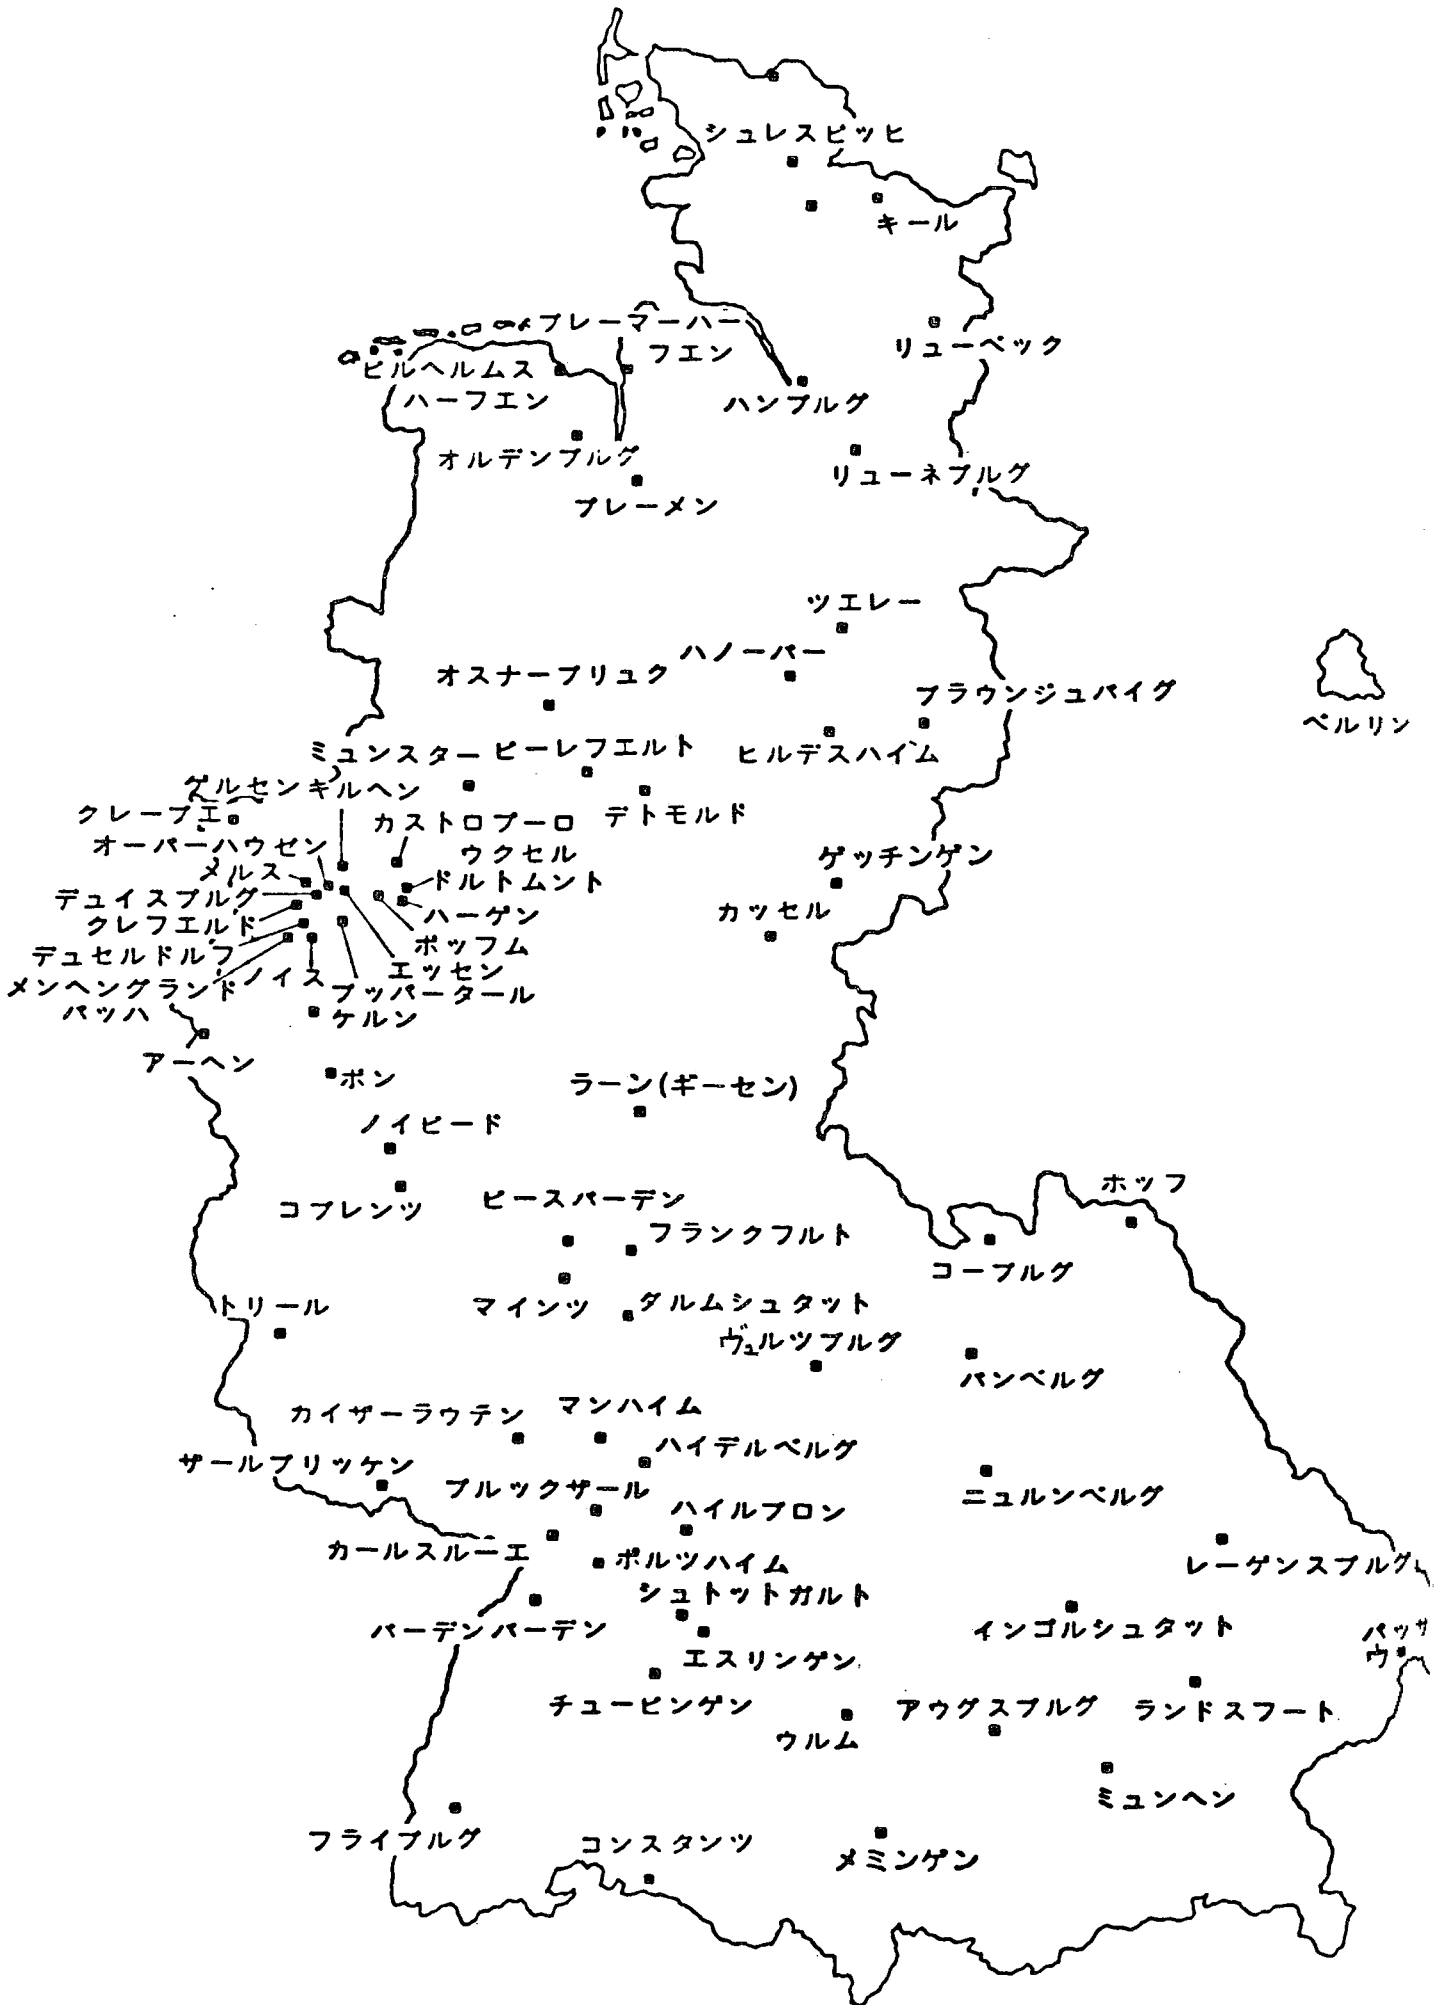 シュレスビッヒ
キール
ブレーマーハー
フエン
リューベック
ビルヘルムス
ハーフエン
ハンブルグ
オルデンブルグ
リューネブルグ
ブレーメン
ツエレー
ハノーバー
オスナーブリュク
ブラウンジュバイグ
ベルリン
ミュンスター
ビーレフエルト
ヒルデスハイム
ゲルセンキルヘン
クレーブエ
カストロプーロ
ウクセル
デトモルド
オーバーハウゼン
ゲッチンゲン
メルス
ドルトムント
デュイスブルグ
ハーゲン
カッセル
クレフエルド
ボッフム
デュセルドルフ
エッセン
メンヘングランド
バッハ
ノイス
ブッパータール
ケルン
アーヘン
ボン
ラーン(ギーセン)
ノイビード
コブレンツ
ビースバーデン
ホッフ
フランクフルト
コーブルグ
トリール
マインツ
ダルムシュタット
ヴュルツブルグ
バンベルグ
カイザーラウテン
マンハイム
ハイデルベルグ
ザールブリッケン
ブルックザール
ニュルンベルグ
ハイルブロン
カールスルーエ
ポルツハイム
レーゲンスブルグ
シュトットガルト
バーデンバーデン
インゴルシュタット
パッサ
ウ
エスリンゲン
チュービンゲン
アウグスブルグ
ランドスフート
ウルム
ミュンヘン
フライブルグ
コンスタンツ
メミンゲン